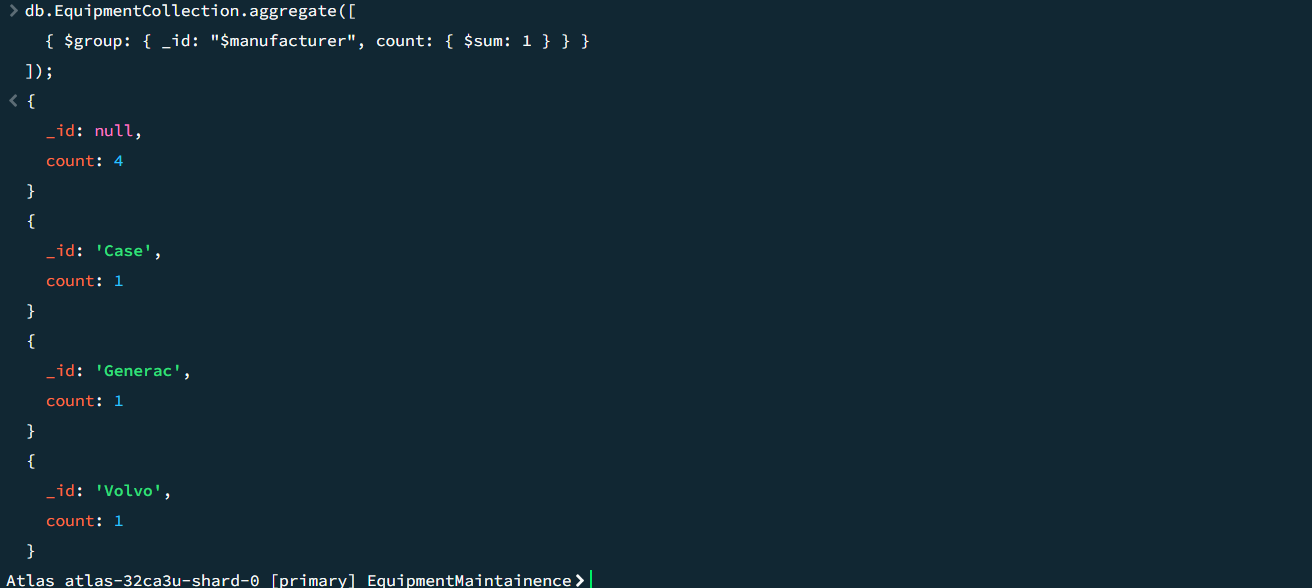 > db.EquipmentCollection.aggregate([
{ $group: { _id: "$manufacturer", count: { $sum: 1 } } }
]);
< {
_id: null,
count: 4
}
{
_id: 'Case',
count: 1
}
{
_id: 'Generac',
count: 1
}
{
_id: 'Volvo',
count: 1
}
Atlas atlas-32ca3u-shard-0 [primary] EquipmentMaintainence>